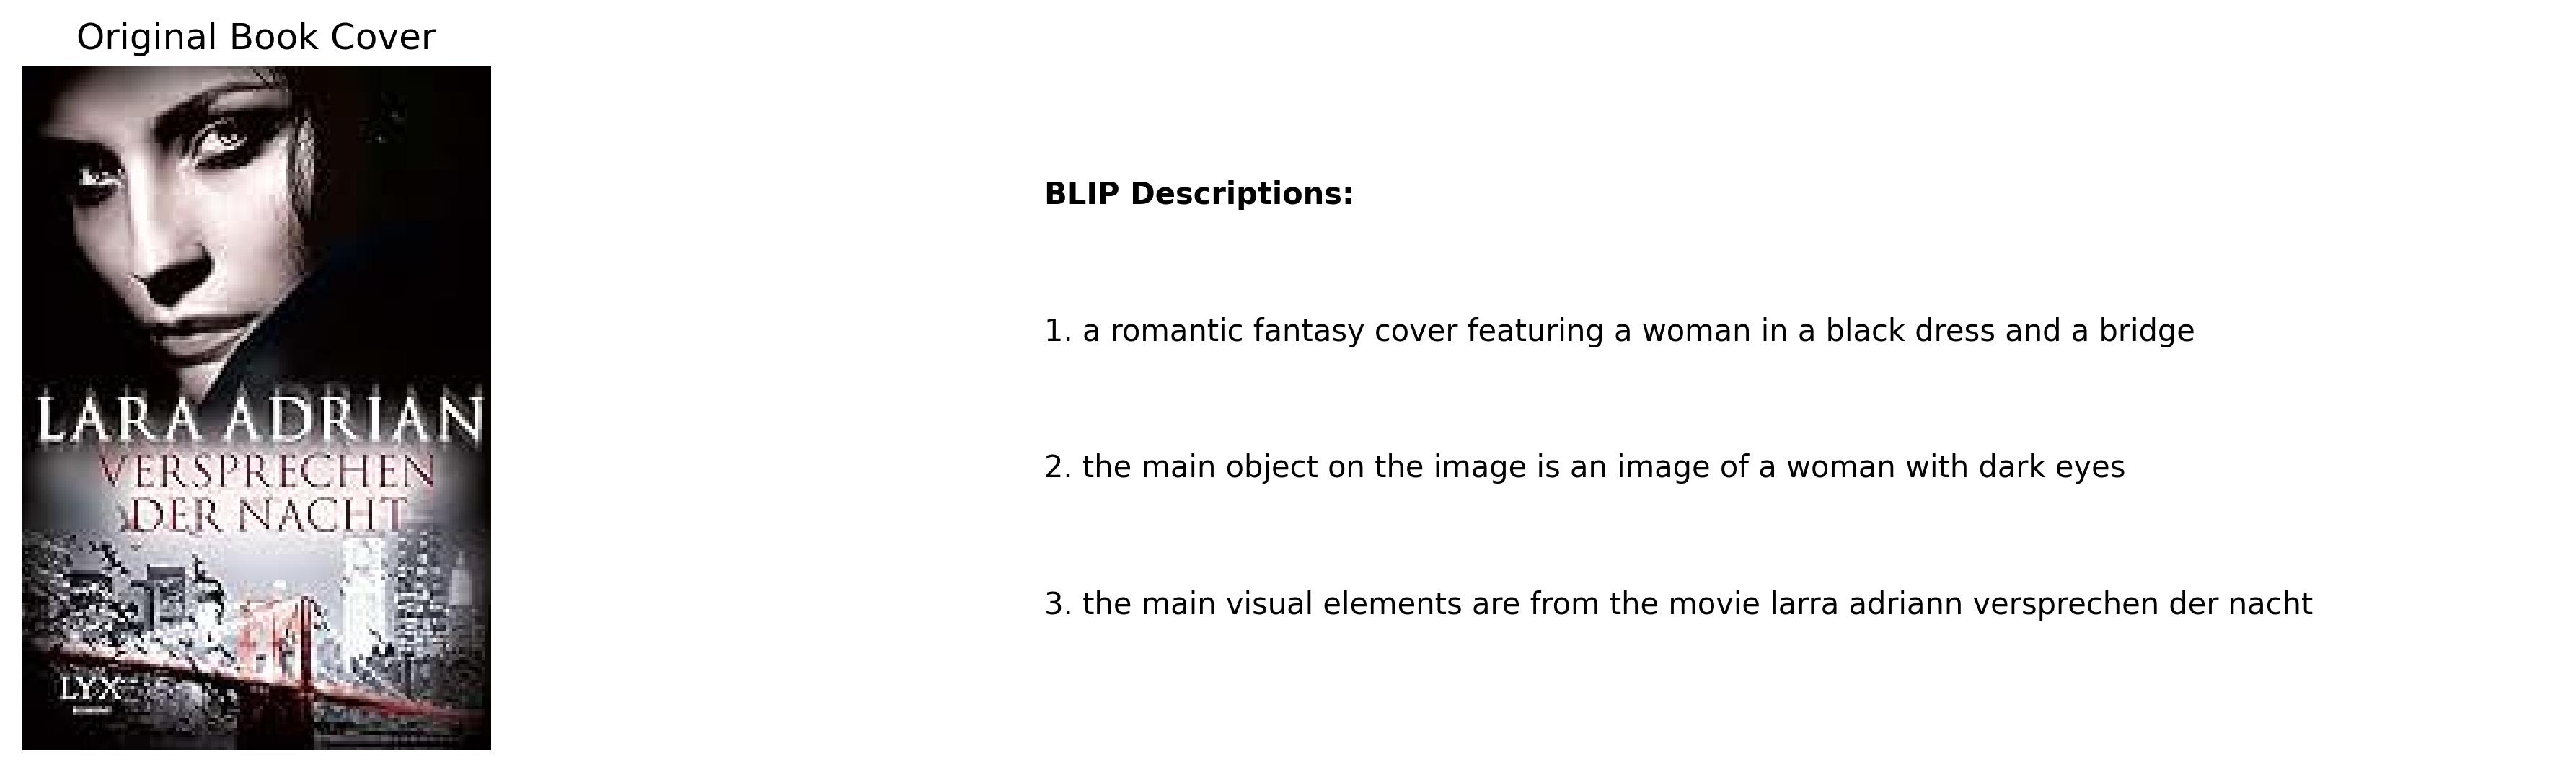 Original Book Cover
LARA ADRIAN
VERSPRECHEN
DER NACHT
LYX
BLIP Descriptions:
1. a romantic fantasy cover featuring a woman in a black dress and a bridge
2. the main object on the image is an image of a woman with dark eyes
3. the main visual elements are from the movie larra adriann versprechen der nacht